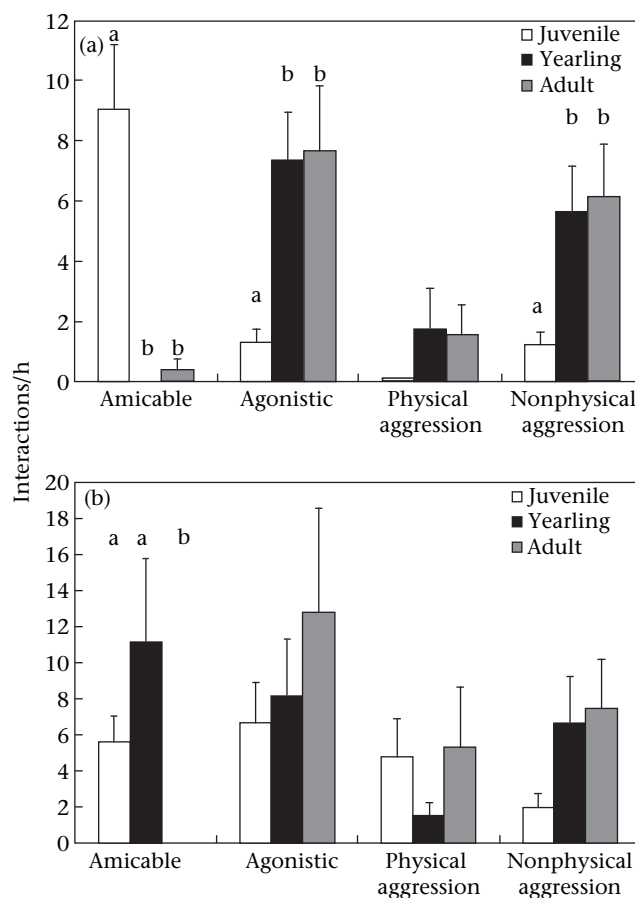 12
(a)
a
Juvenile
Yearling
Adult
10
b b
8
b b
6
4
a
a
2
b b
0
Amicable Agonistic Physical aggression Nonphysical aggression
Interactions/h
20
(b)
Juvenile
Yearling
Adult
18
a a b
16
14
12
10
8
6
4
2
0
Amicable Agonistic Physical aggression Nonphysical aggression